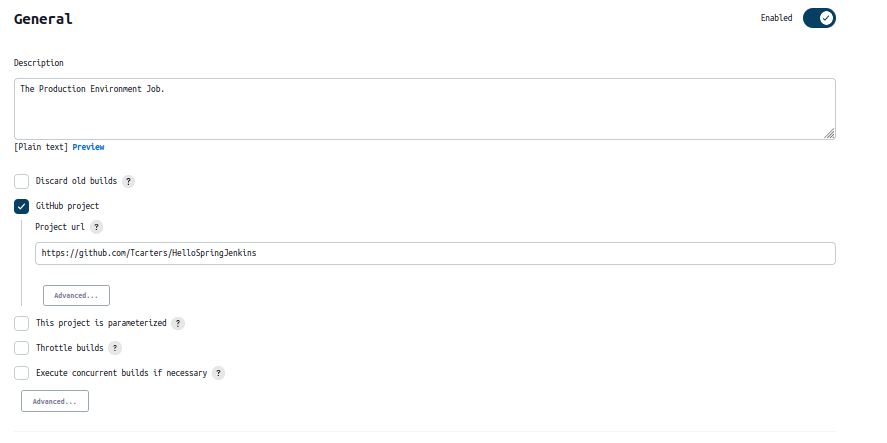 General
Enabled
Description
The Production Environment Job.
[Plain text] Preview
Discard old builds ?
GitHub project
Project url ?
https://github.com/Tcarters/HelloSpringJenkins
Advanced...
This project is parameterized ?
Throttle builds ?
Execute concurrent builds if necessary ?
Advanced...